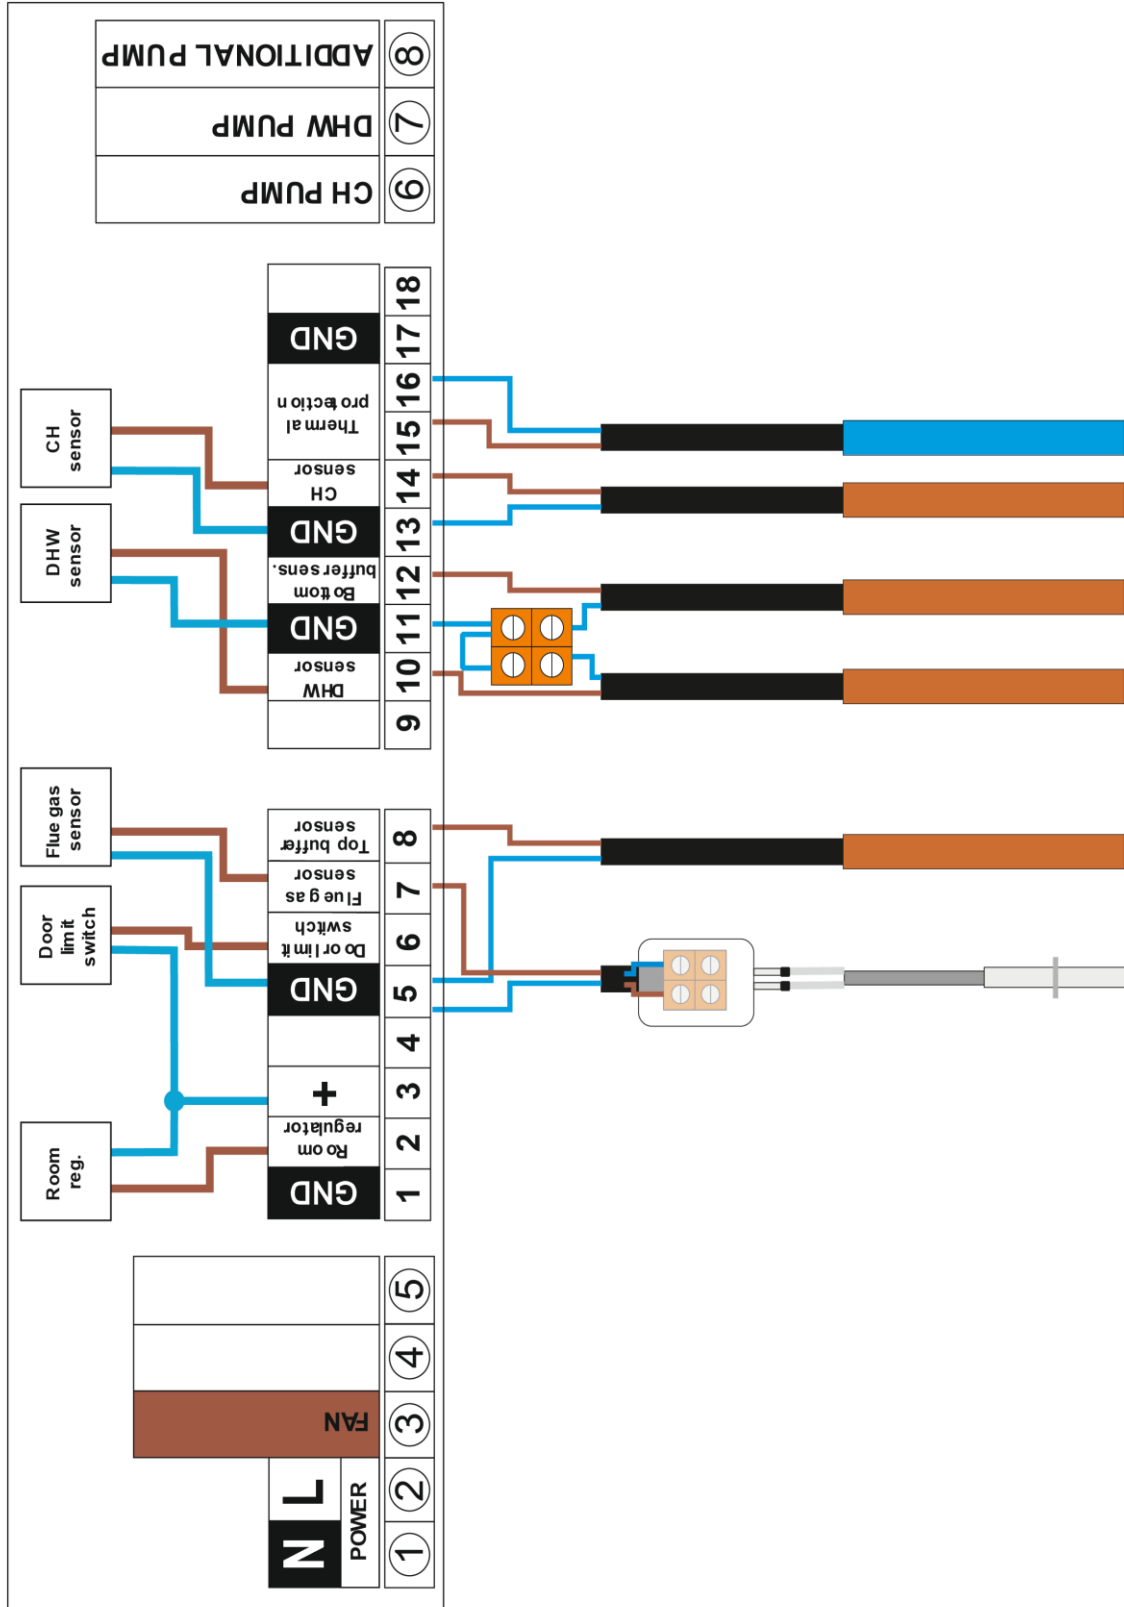 ADDITIONAL PUMP
8
DHW PUMP
7
CH PUMP
6
18
GND
17
Thermal
protection
16
15
CH
sensor
14
GND
13
Bottom
buffer sens.
12
GND
11
DHW
sensor
10
9
CH
sensor
DHW
sensor
Top buffer
sensor
8
Flue gas
sensor
7
Door limit
switch
6
GND
5
4
+
3
Room
regulator
2
GND
1
Flue gas
sensor
Door
limit
switch
Room
reg.
5
4
FAN
3
N L
POWER
2
1